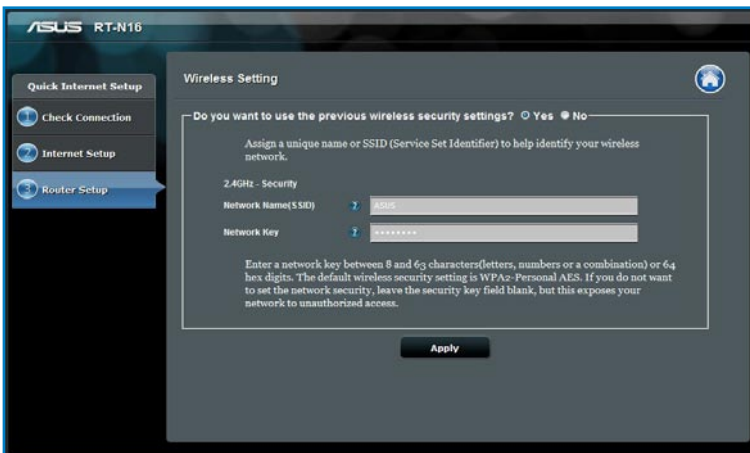 ASUS RT-N16
Quick Internet Setup
1 Check Connection
2 Internet Setup
3 Router Setup
Wireless Setting
Do you want to use the previous wireless security settings? Yes No
Assign a unique name or SSID (Service Set Identifier) to help identify your wireless
network.
2.4GHz - Security
Network Name(SSID) ? ASUS
Network Key ? ••••••••
Enter a network key between 8 and 63 characters(letters, numbers or a combination) or 64
hex digits. The default wireless security setting is WPA2-Personal AES. If you do not want
to set the network security, leave the security key field blank, but this exposes your
network to unauthorized access.
Apply